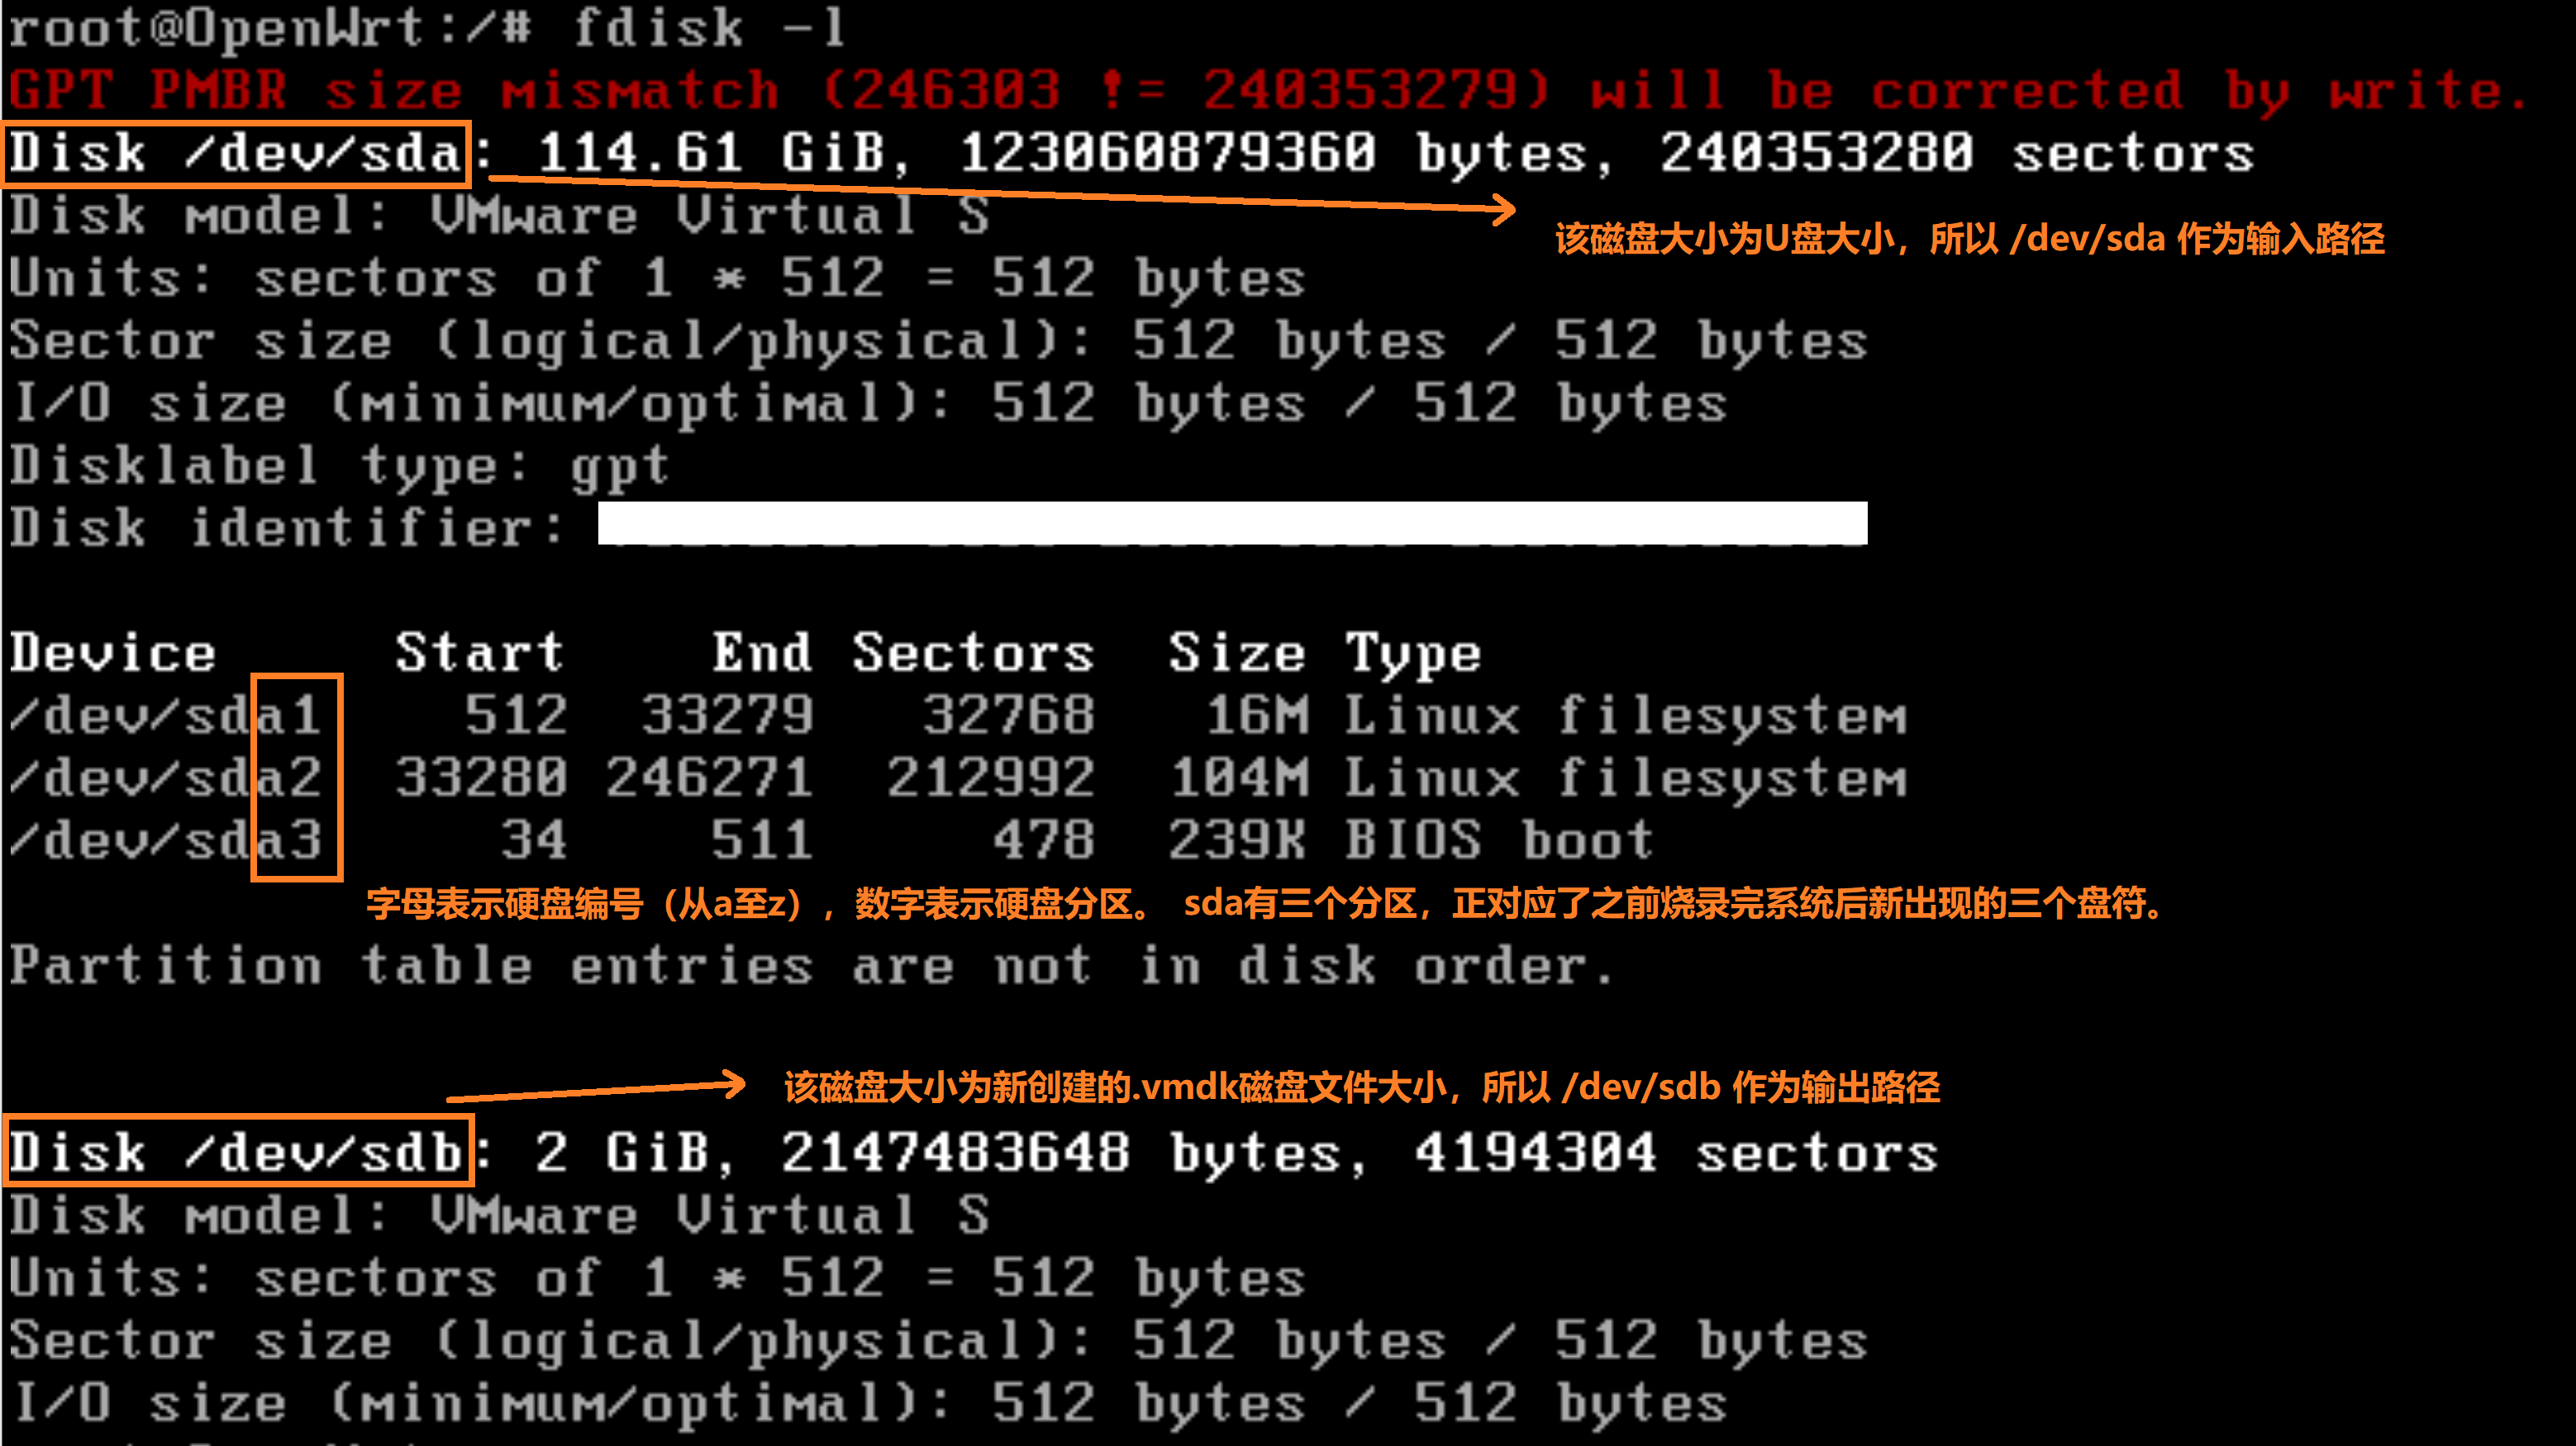 root@OpenWrt:/# fdisk -l
GPT PMBR size mismatch (246303 != 240353279) will be corrected by write.
Disk /dev/sda: 114.61 GiB, 123060879360 bytes, 240353280 sectors
Disk model: VMware Virtual S
该磁盘大小为U盘大小，所以 /dev/sda 作为输入路径
Units: sectors of 1 * 512 = 512 bytes
Sector size (logical/physical): 512 bytes / 512 bytes
I/O size (minimum/optimal): 512 bytes / 512 bytes
Disklabel type: gpt
Disk identifier:
Device Start End Sectors Size Type
/dev/sda1 512 33279 32768 16M Linux filesystem
/dev/sda2 33280 246271 212992 104M Linux filesystem
/dev/sda3 34 511 478 239K BIOS boot
字母表示硬盘编号（从a至z），数字表示硬盘分区。 sda有三个分区，正对应了之前烧录完系统后新出现的三个盘符。
Partition table entries are not in disk order.
该磁盘大小为新创建的.vmdk磁盘文件大小，所以 /dev/sdb 作为输出路径
Disk /dev/sdb: 2 GiB, 2147483648 bytes, 4194304 sectors
Disk model: VMware Virtual S
Units: sectors of 1 * 512 = 512 bytes
Sector size (logical/physical): 512 bytes / 512 bytes
I/O size (minimum/optimal): 512 bytes / 512 bytes